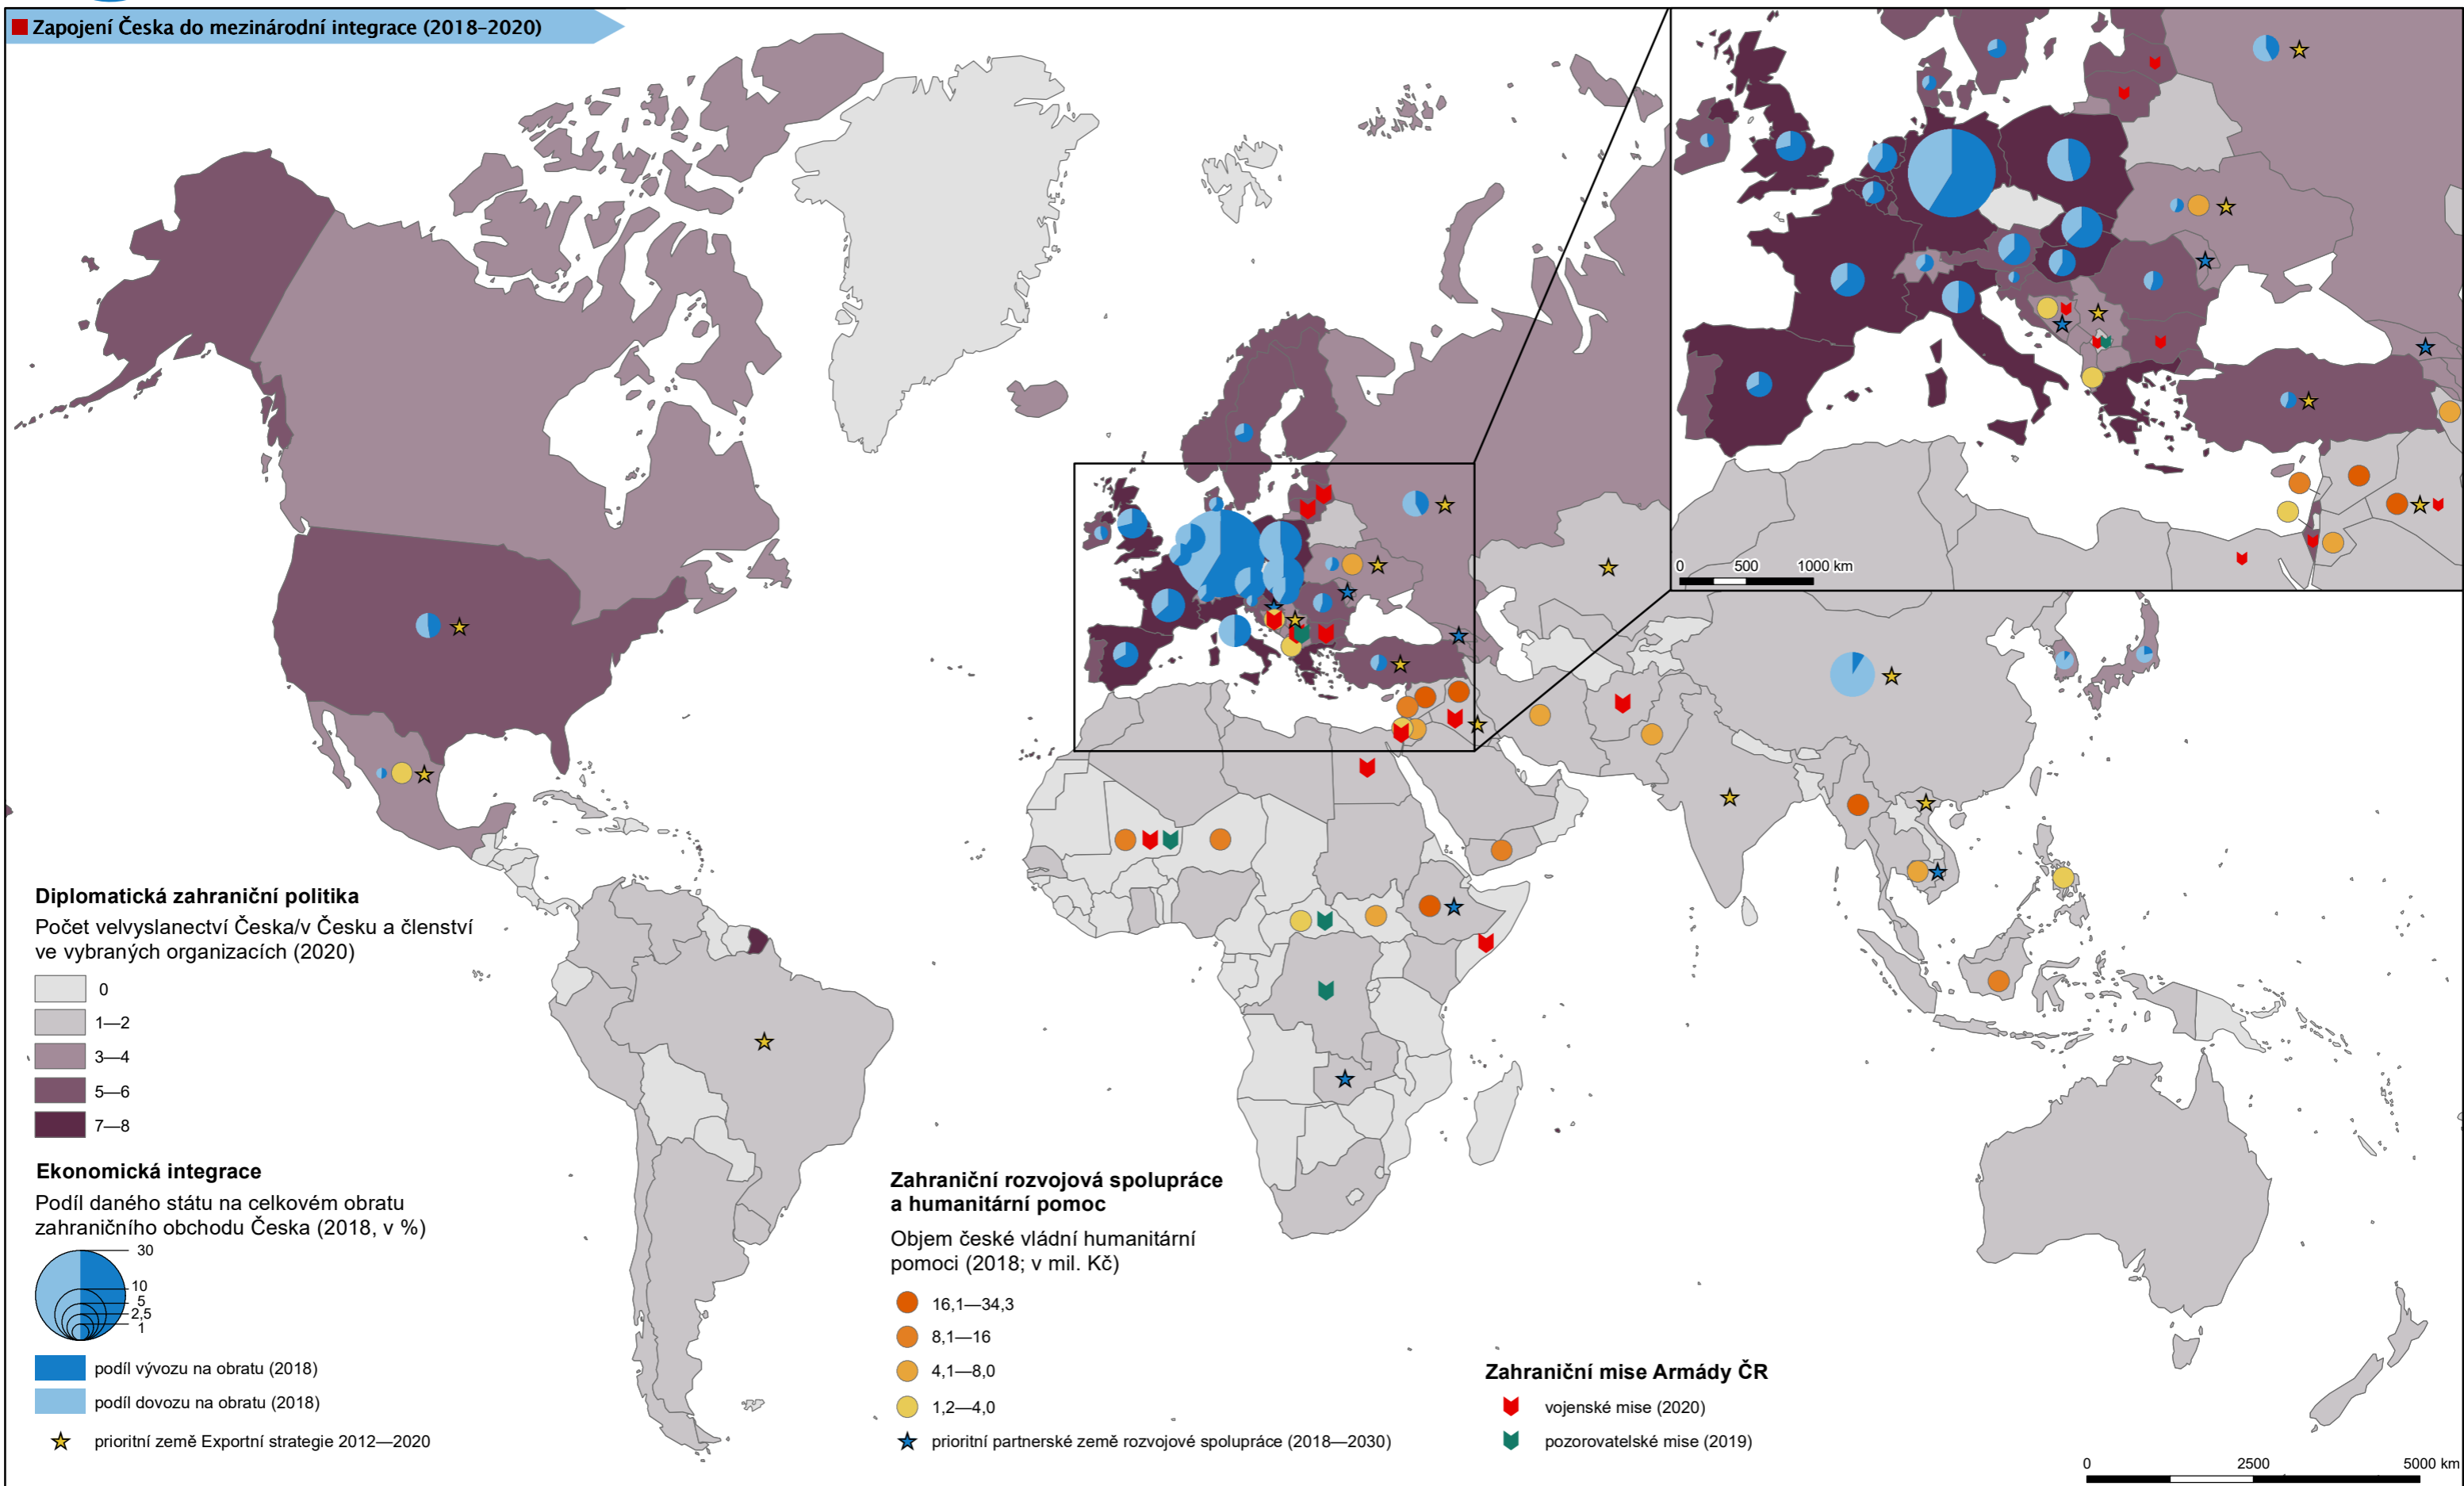 Zapojení Česka do mezinárodní integrace (2018–2020)
0 500 1000 km
Diplomatická zahraniční politika
Počet velvyslanectví Česka/v Česku a členství
ve vybraných organizacích (2020)
0
1—2
3—4
5—6
7—8
Ekonomická integrace
Podíl daného státu na celkovém obratu
zahraničního obchodu Česka (2018, v %)
30
10
5
2,5
1
podíl vývozu na obratu (2018)
podíl dovozu na obratu (2018)
prioritní země Exportní strategie 2012—2020
Zahraniční rozvojová spolupráce
a humanitární pomoc
Objem české vládní humanitární
pomoci (2018; v mil. Kč)
16,1—34,3
8,1—16
4,1—8,0
1,2—4,0
prioritní partnerské země rozvojové spolupráce (2018—2030)
Zahraniční mise Armády ČR
vojenské mise (2020)
pozorovatelské mise (2019)
0 2500 5000 km